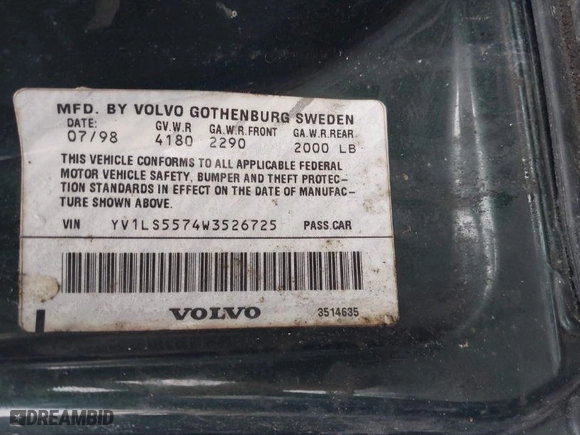 MFD. BY VOLVO GOTHENBURG SWEDEN
DATE: GV.W.R GA.W.R.FRONT GA.W.R.REAR
07/98 4180 2290 2000 LB
THIS VEHICLE CONFORMS TO ALL APPLICABLE FEDERAL
MOTOR VEHICLE SAFETY, BUMPER AND THEFT PROTEC-
TION STANDARDS IN EFFECT ON THE DATE OF MANUFAC-
TURE SHOWN ABOVE.
VIN YV1LS5574W3526725 PASS.CAR
VOLVO 3514635
DREAMBID